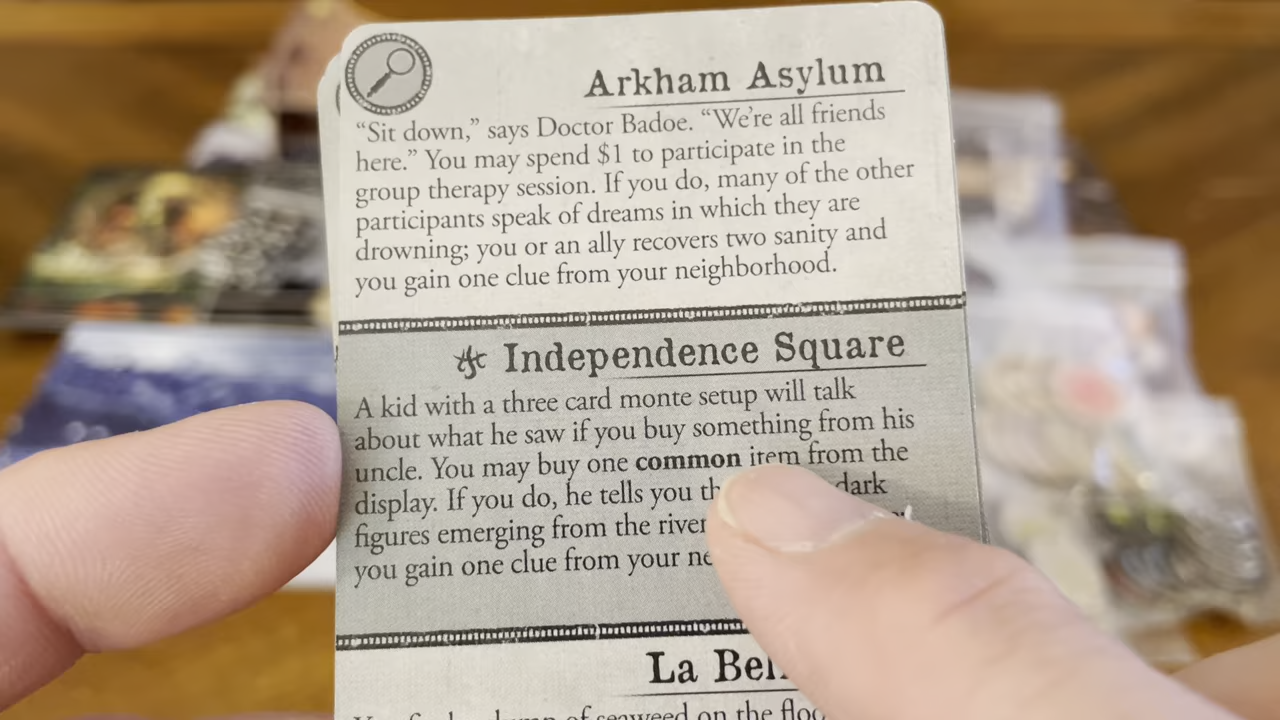 Arkham Asylum
“Sit down,” says Doctor Badoe. “We’re all friends
here.” You may spend $1 to participate in the
group therapy session. If you do, many of the other
participants speak of dreams in which they are
drowning; you or an ally recovers two sanity and
you gain one clue from your neighborhood.
Independence Square
A kid with a three card monte setup will talk
about what he saw if you buy something from his
uncle. You may buy one common item from the
display. If you do, he tells you dark
figures emerging from the river
you gain one clue from your
La
of seaweed on the